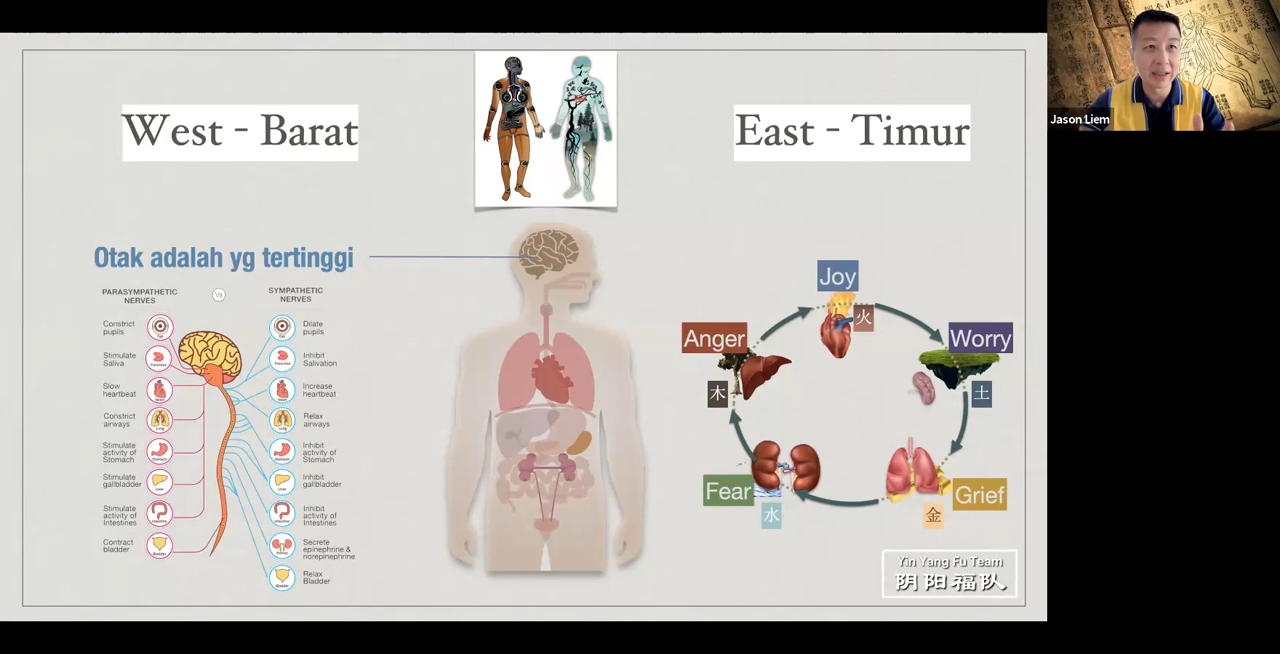 West - Barat
East - Timur
Jason Liem
Otak adalah yg tertinggi
PARASYMPATHETIC
NERVES
Vs
SYMPATHETIC
NERVES
Constrict
pupils
Dilate
pupils
Stimulate
Saliva
Inhibit
Salivation
Slow
heartbeat
Increase
heartbeat
Constrict
airways
Relax
airways
Stimulate
activity of
Stomach
Inhibit
activity of
Stomach
Stimulate
gallbladder
Inhibit
gallbladder
Stimulate
activity of
Intestines
Inhibit
activity of
Intestines
Contract
bladder
Secrete
epinephrine &
norepinephrine
Relax
Bladder
Joy
火
Anger
木
Worry
土
Fear
水
Grief
金
Yin Yang Fu Team
阴阳福队